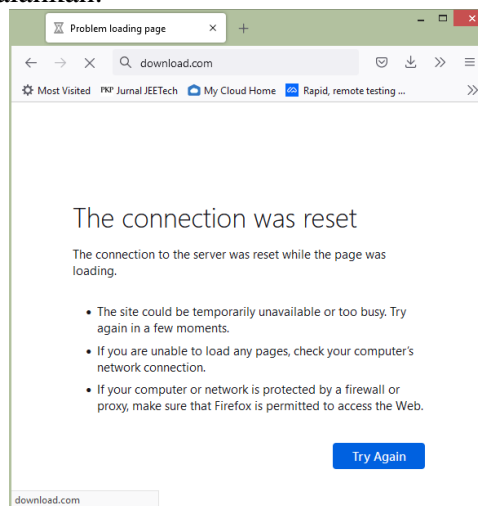 Problem loading page
download.com
Most Visited PKP Jurnal JEETech My Cloud Home Rapid, remote testing ...
The connection was reset
The connection to the server was reset while the page was
loading.
The site could be temporarily unavailable or too busy. Try
again in a few moments.
If you are unable to load any pages, check your computer's
network connection.
If your computer or network is protected by a firewall or
proxy, make sure that Firefox is permitted to access the Web.
Try Again
download.com